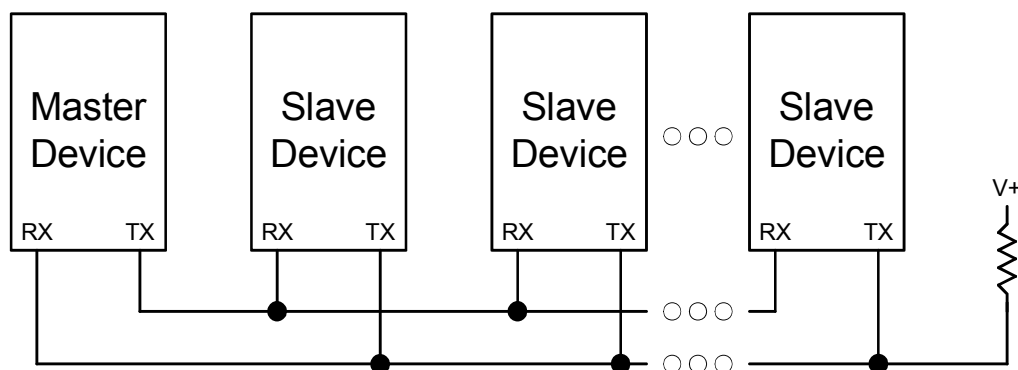 Master
Device
Slave
Device
Slave
Device
Slave
Device
V+
RX TX
RX TX
RX TX
RX TX